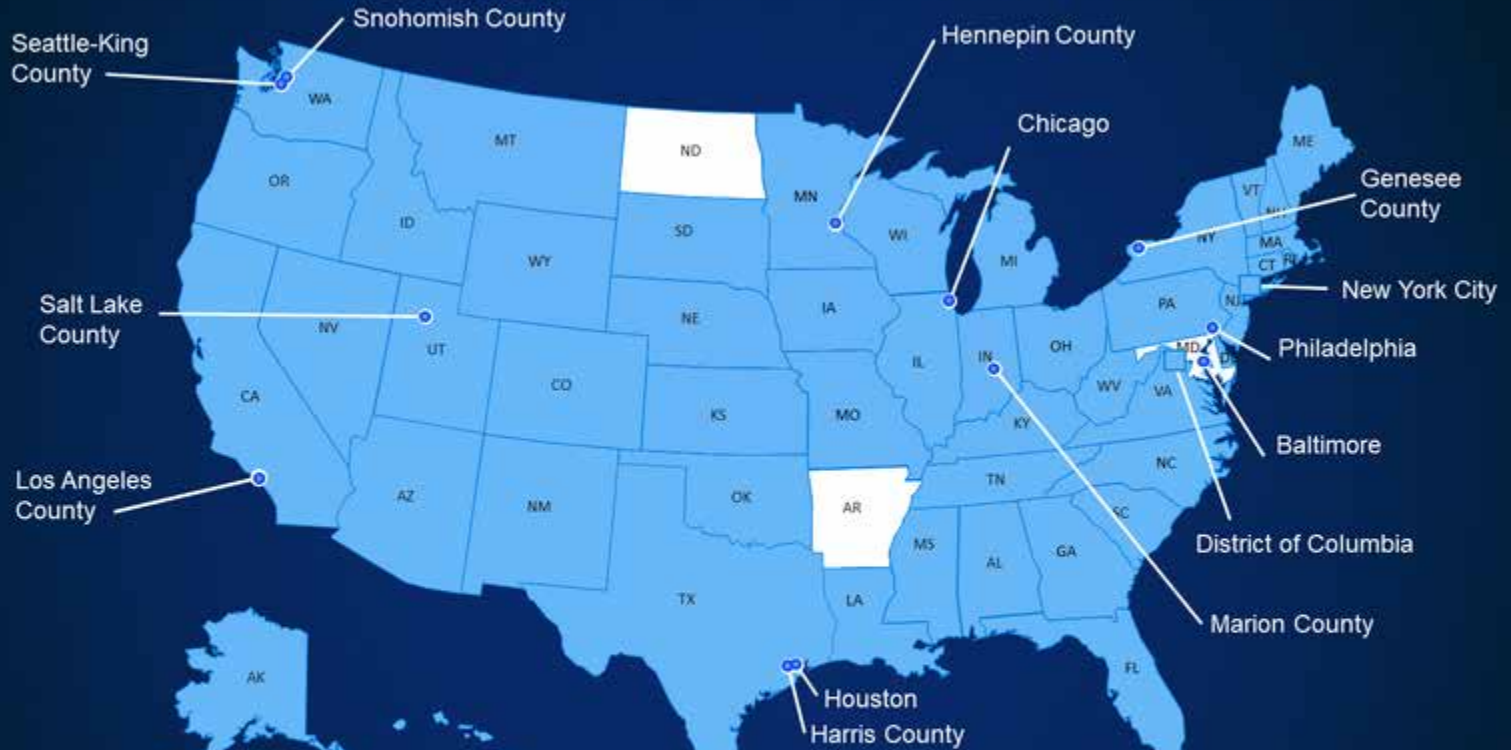 Snohomish County
Seattle-King
County
Hennepin County
Chicago
Genesee
County
New York City
Philadelphia
Baltimore
District of Columbia
Marion County
Houston
Harris County
Los Angeles
County
Salt Lake
County
WA
OR
ID
MT
ND
MN
SD
WY
WI
MI
ME
VT
NH
NY
MA
CT
RI
PA
NJ
NV
UT
CA
CO
NE
IA
IL
IN
OH
WV
VA
MD
KS
MO
KY
AZ
NM
OK
AR
TN
NC
SC
MS
AL
GA
TX
LA
FL
AK